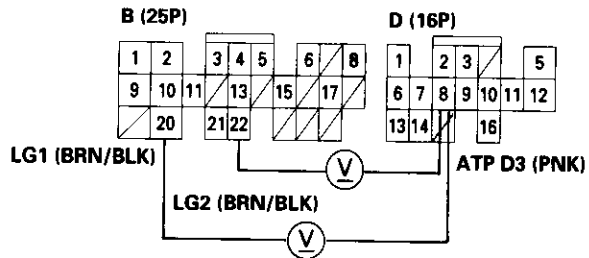 B (25P) D (16P)
1 2 3 4 5 6 8 1 2 3 5
9 10 11 13 15 17 6 7 8 9 10 11 12
20 21 22 13 14 16
LG1 (BRN/BLK) ATP D3 (PNK)
V
LG2 (BRN/BLK)
V